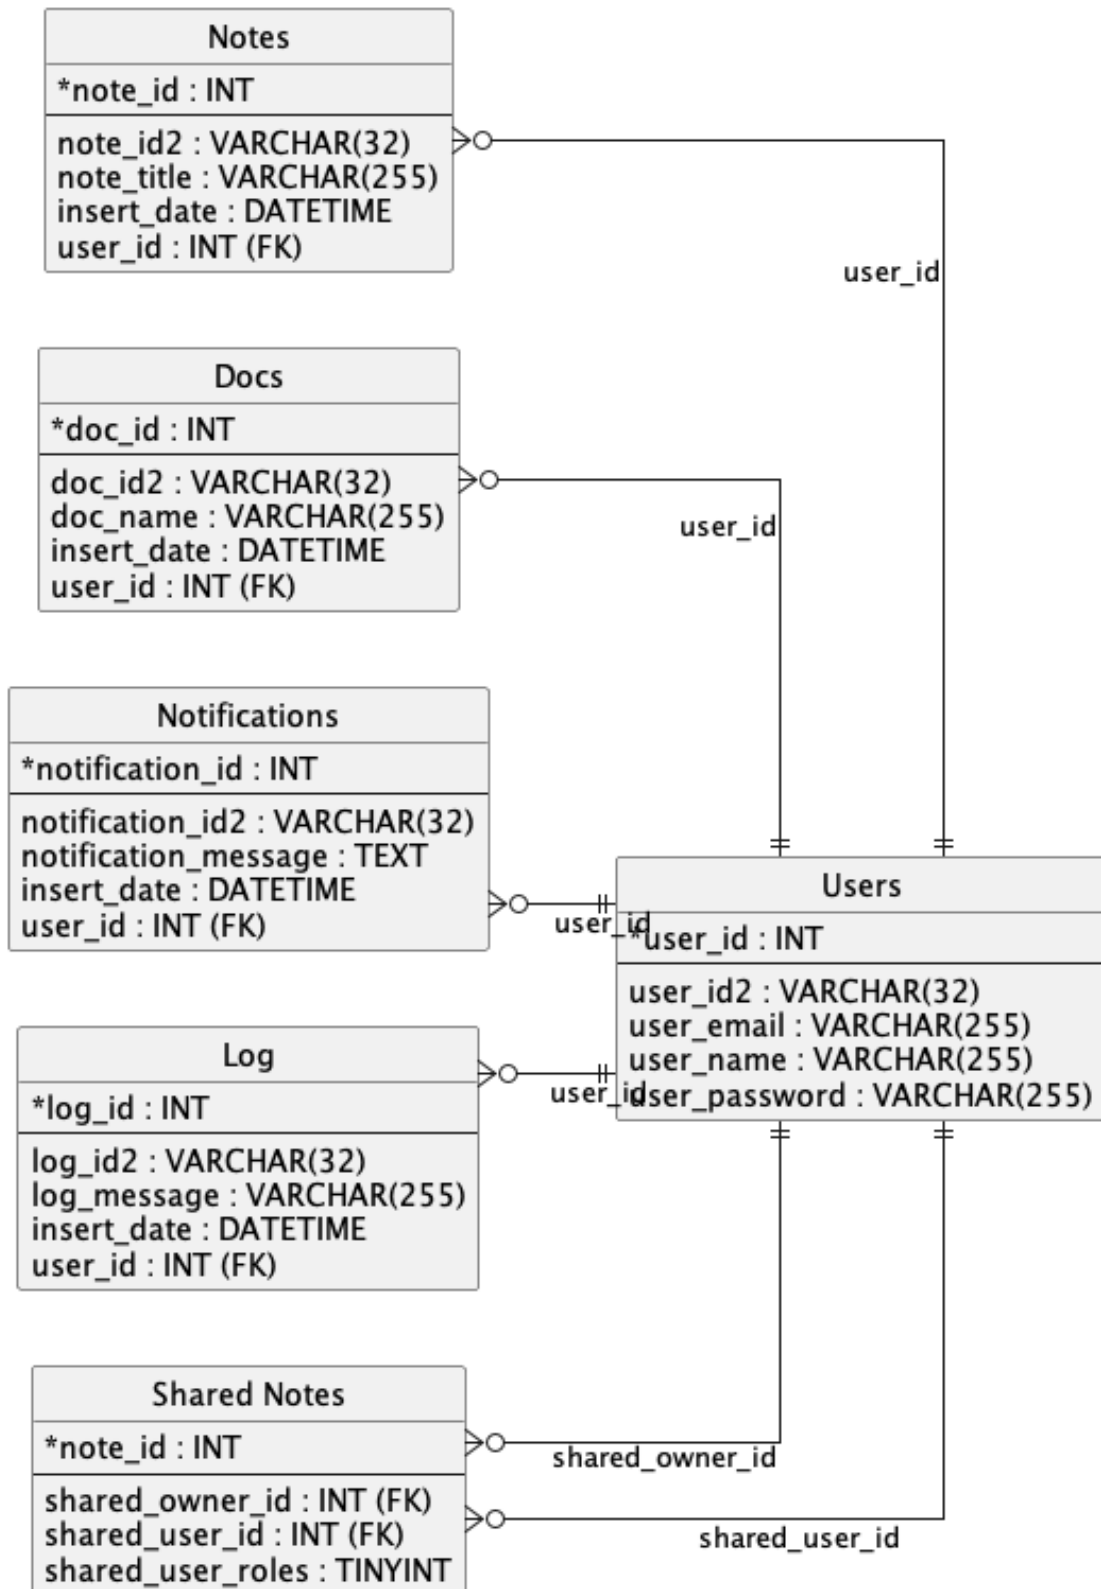 Notes
*note_id : INT
note_id2 : VARCHAR(32)
note_title : VARCHAR(255)
insert_date : DATETIME
user_id : INT (FK)
user_id
Docs
*doc_id : INT
doc_id2 : VARCHAR(32)
doc_name : VARCHAR(255)
insert_date : DATETIME
user_id : INT (FK)
user_id
Notifications
*notification_id : INT
notification_id2 : VARCHAR(32)
notification_message : TEXT
insert_date : DATETIME
user_id : INT (FK)
user_id
Users
*user_id : INT
user_id2 : VARCHAR(32)
user_email : VARCHAR(255)
user_name : VARCHAR(255)
user_password : VARCHAR(255)
Log
*log_id : INT
log_id2 : VARCHAR(32)
log_message : VARCHAR(255)
insert_date : DATETIME
user_id : INT (FK)
user_id
Shared Notes
*note_id : INT
shared_owner_id : INT (FK)
shared_user_id : INT (FK)
shared_user_roles : TINYINT
shared_owner_id
shared_user_id